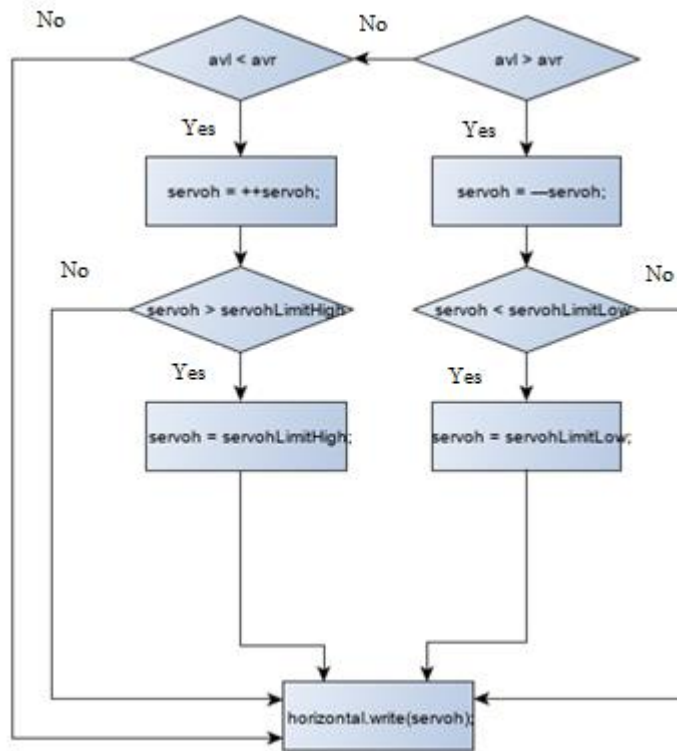 No
avl < avr
No
avl > avr
Yes
Yes
servoh = ++servoh;
servoh = —servoh;
No
servoh > servohLimitHigh
servoh < servohLimitLow
No
Yes
Yes
servoh = servohLimitHigh;
servoh = servohLimitLow;
horizontal.write(servoh);